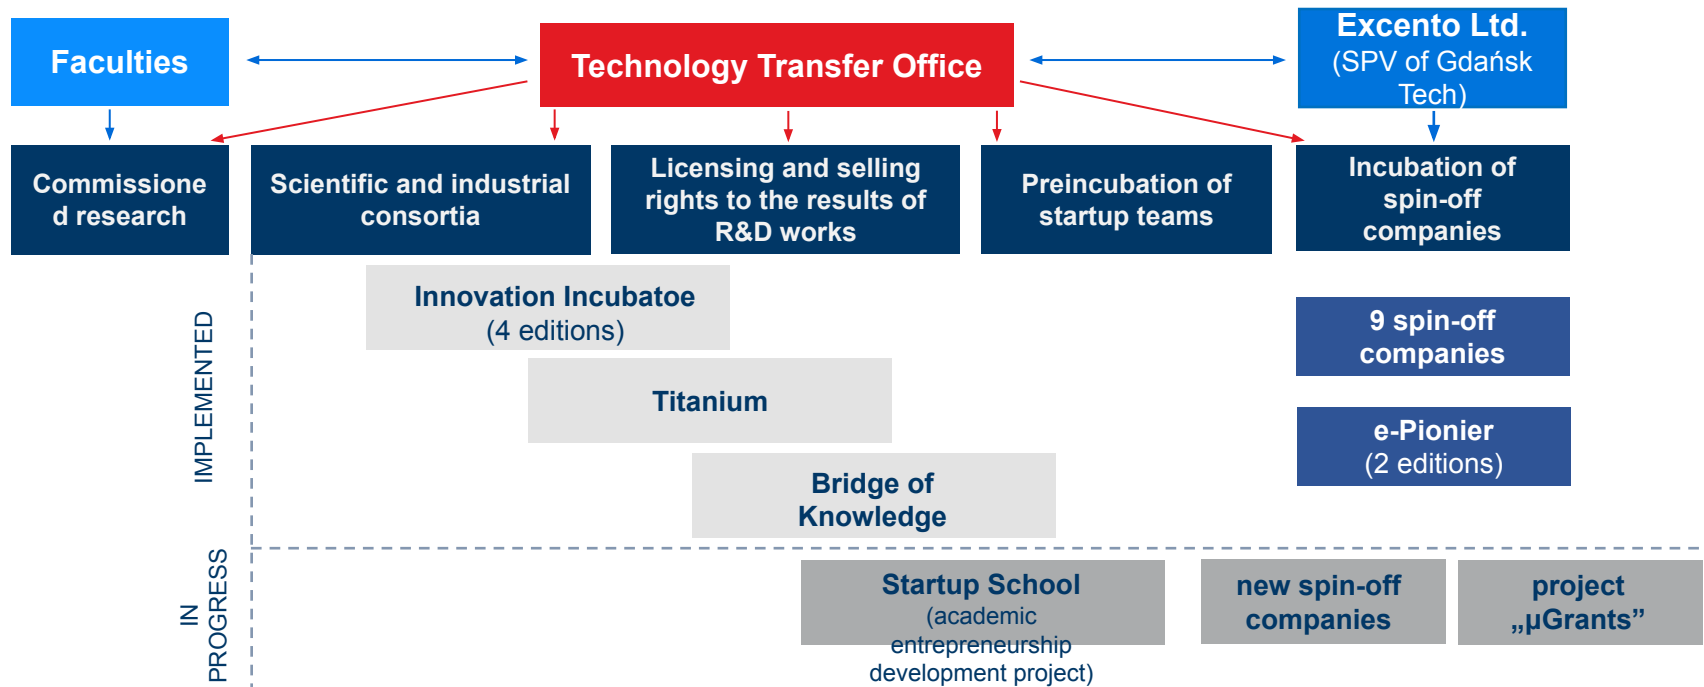 Faculties
Technology Transfer Office
Excento Ltd.
(SPV of Gdańsk
Tech)
Commissione
d research
Scientific and industrial
consortia
Licensing and selling
rights to the results of
R&D works
Preincubation of
startup teams
Incubation of
spin-off
companies
IMPLEMENTED
Innovation Incubatoe
(4 editions)
9 spin-off
companies
Titanium
e-Pionier
(2 editions)
Bridge of
Knowledge
IN
PROGRESS
Startup School
(academic
entrepreneurship
development project)
new spin-off
companies
project
„µGrants”